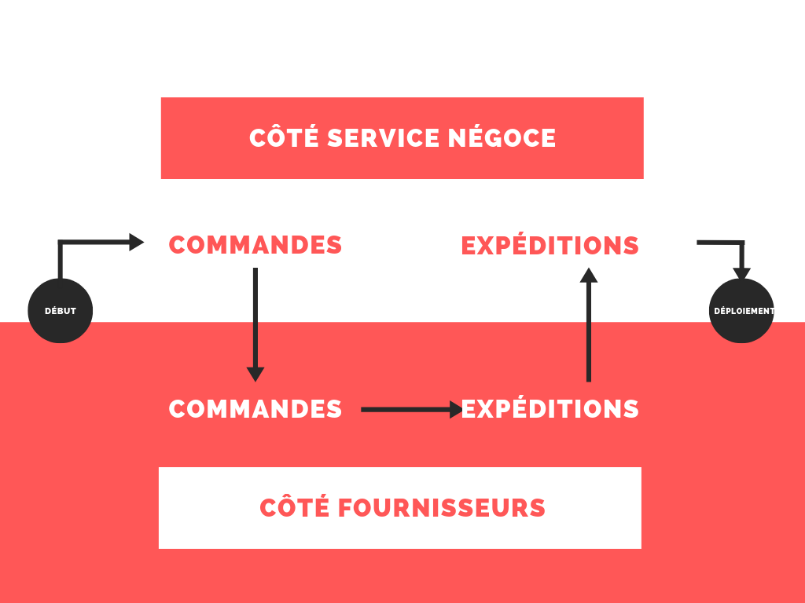 CÔTÉ SERVICE NÉGOCE
COMMANDES
EXPÉDITIONS
DÉBUT
DÉPLOIEMENT
COMMANDES
EXPÉDITIONS
CÔTÉ FOURNISSEURS